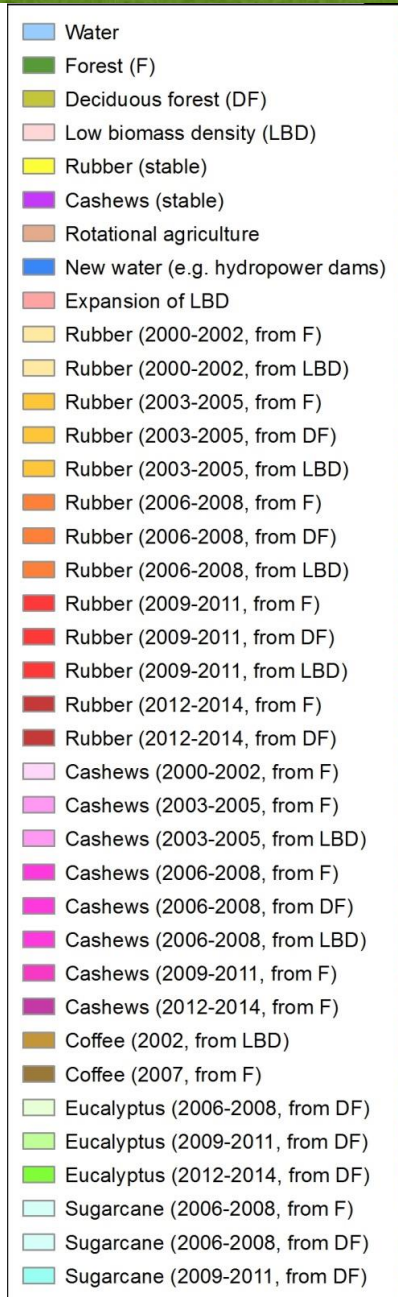 Water
Forest (F)
Deciduous forest (DF)
Low biomass density (LBD)
Rubber (stable)
Cashews (stable)
Rotational agriculture
New water (e.g. hydropower dams)
Expansion of LBD
Rubber (2000-2002, from F)
Rubber (2000-2002, from LBD)
Rubber (2003-2005, from F)
Rubber (2003-2005, from DF)
Rubber (2003-2005, from LBD)
Rubber (2006-2008, from F)
Rubber (2006-2008, from DF)
Rubber (2006-2008, from LBD)
Rubber (2009-2011, from F)
Rubber (2009-2011, from DF)
Rubber (2009-2011, from LBD)
Rubber (2012-2014, from F)
Rubber (2012-2014, from DF)
Cashews (2000-2002, from F)
Cashews (2003-2005, from F)
Cashews (2003-2005, from LBD)
Cashews (2006-2008, from F)
Cashews (2006-2008, from DF)
Cashews (2006-2008, from LBD)
Cashews (2009-2011, from F)
Cashews (2012-2014, from F)
Coffee (2002, from LBD)
Coffee (2007, from F)
Eucalyptus (2006-2008, from DF)
Eucalyptus (2009-2011, from DF)
Eucalyptus (2012-2014, from DF)
Sugarcane (2006-2008, from F)
Sugarcane (2006-2008, from DF)
Sugarcane (2009-2011, from DF)